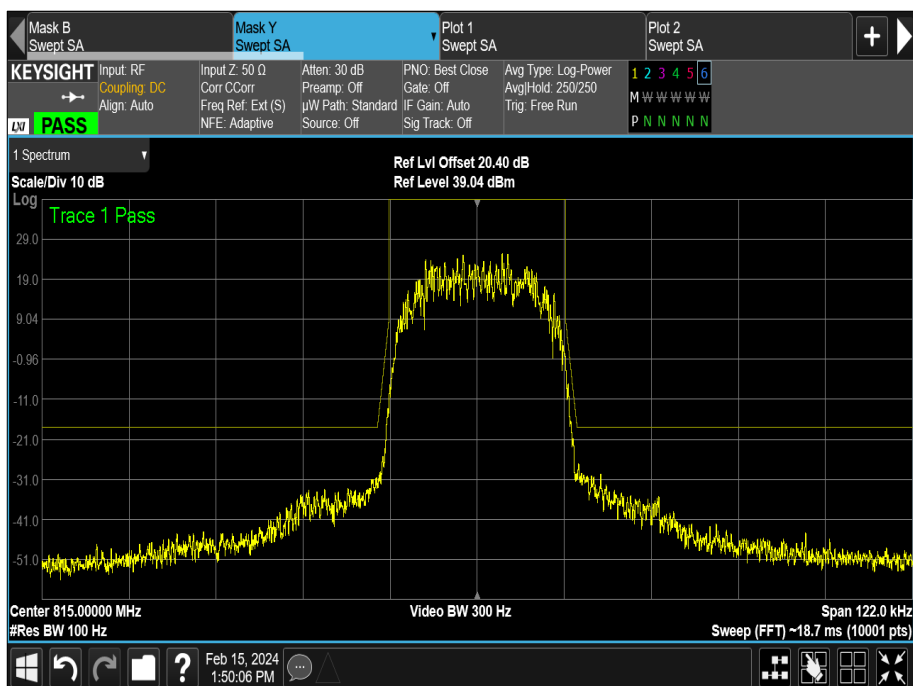 Mask B
Swept SA
Mask Y
Swept SA
Plot 1
Swept SA
Plot 2
Swept SA
+
KEYSIGHT
LXI
PASS
Input: RF
Coupling: DC
Align: Auto
Input Z: 50 Ω
Corr CCorr
Freq Ref: Ext (S)
NFE: Adaptive
Atten: 30 dB
Preamp: Off
µW Path: Standard
Source: Off
PNO: Best Close
Gate: Off
IF Gain: Auto
Sig Track: Off
Avg Type: Log-Power
Avg|Hold: 250/250
Trig: Free Run
1 2 3 4 5 6
M W W W W W
P N N N N N N
1 Spectrum
Scale/Div 10 dB
Ref Lvl Offset 20.40 dB
Ref Level 39.04 dBm
Log
Trace 1 Pass
29.0
19.0
9.04
-0.96
-11.0
-21.0
-31.0
-41.0
-51.0
Center 815.00000 MHz
#Res BW 100 Hz
Video BW 300 Hz
Span 122.0 kHz
Sweep (FFT) ~18.7 ms (10001 pts)
?
Feb 15, 2024
1:50:06 PM
...